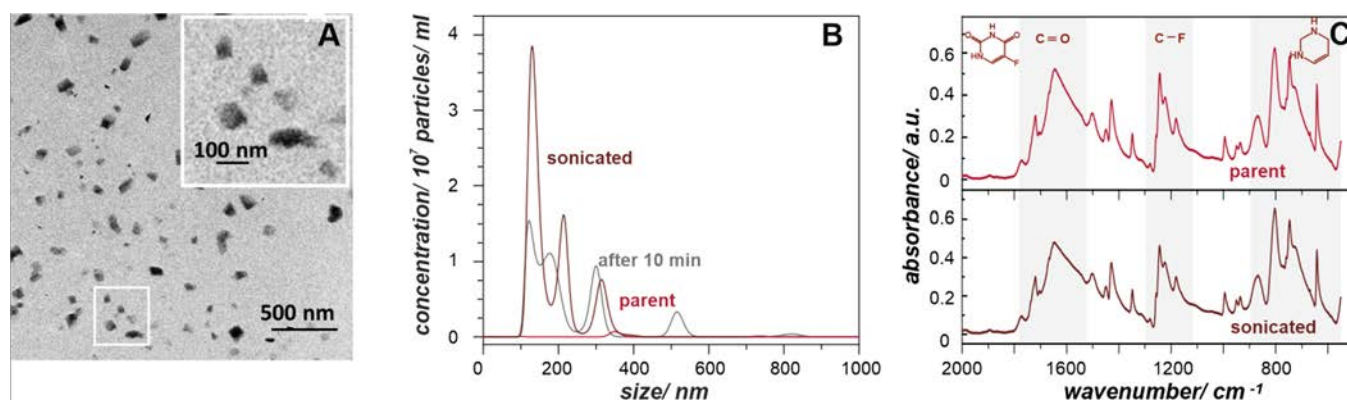 A
100 nm
500 nm
B
concentration/ 10⁷ particles/ ml
4
3
2
1
0
sonicated
after 10 min
parent
0
200
400
600
800
1000
size/ nm
C
absorbance/ a.u.
0.6
0.4
0.2
0
O
H
N
O
HN
F
C=O
C-F
H
N
HN
parent
0.6
0.4
0.2
0
sonicated
2000
1600
1200
800
wavenumber/ cm⁻¹